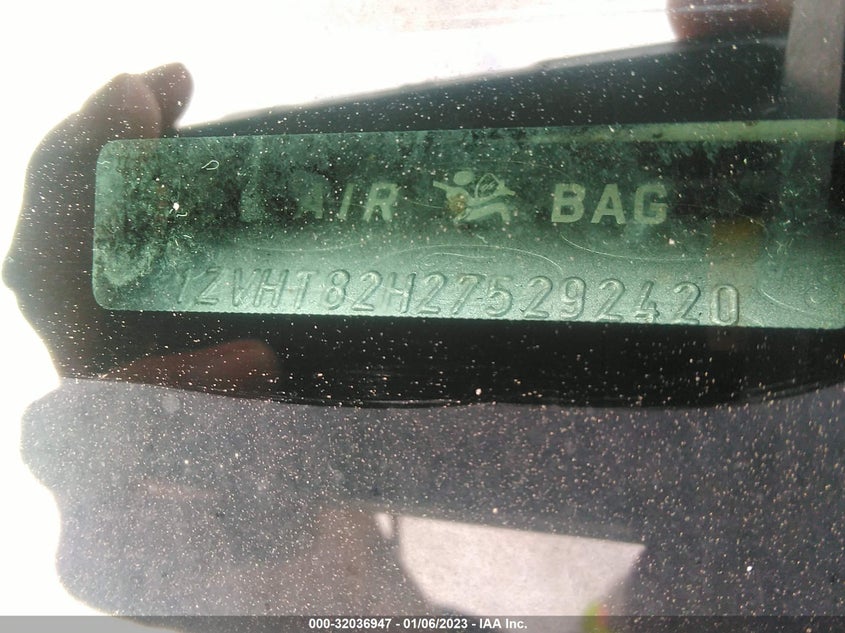 AIR BAG
1ZVHT82H275292420
000-32036947 - 01/06/2023 - IAA Inc.